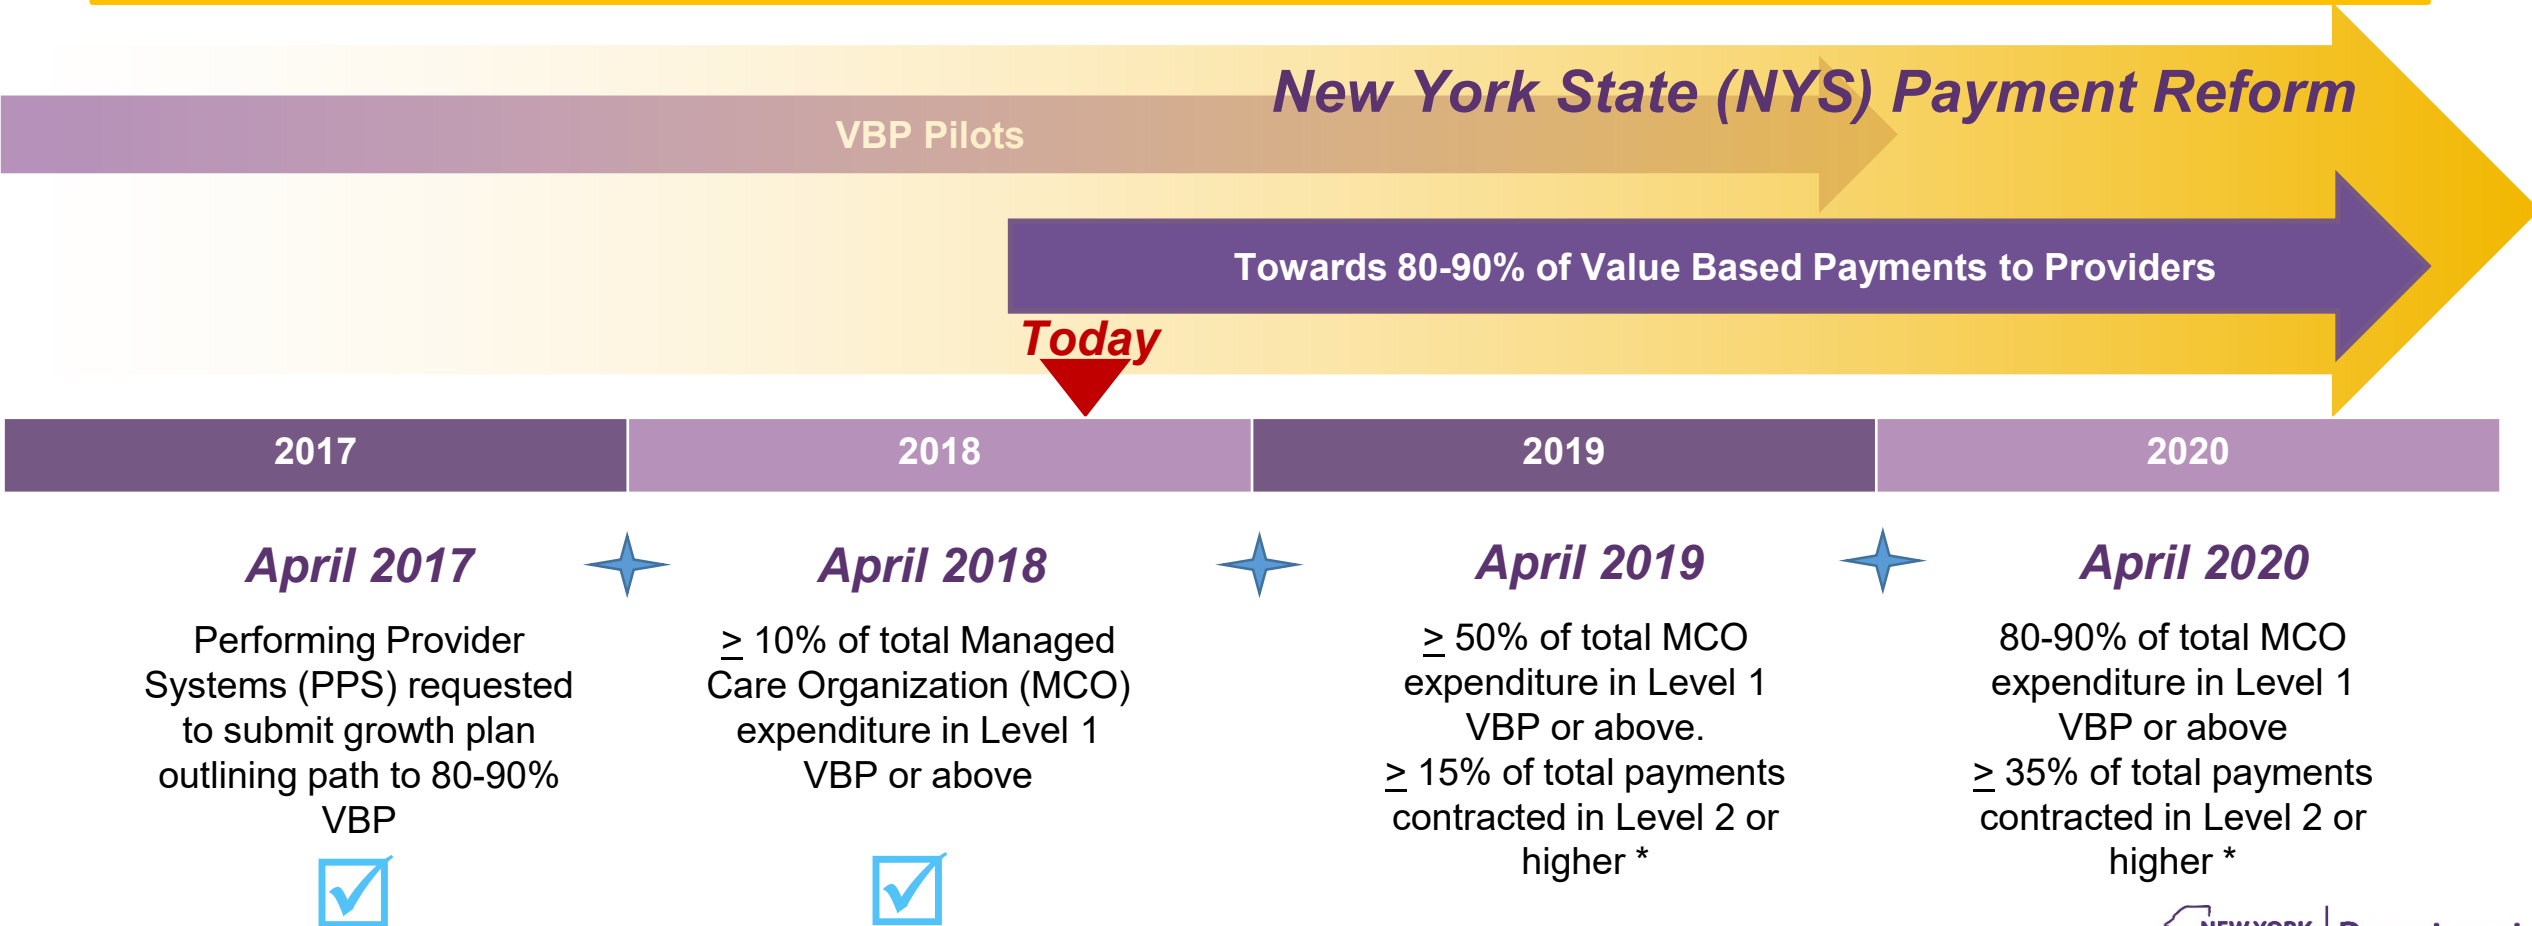 New York State (NYS) Payment Reform
VBP Pilots
Towards 80-90% of Value Based Payments to Providers
Today
2017
2018
2019
2020
April 2017
Performing Provider
Systems (PPS) requested
to submit growth plan
outlining path to 80-90%
VBP
April 2018
≥ 10% of total Managed
Care Organization (MCO)
expenditure in Level 1
VBP or above
April 2019
≥ 50% of total MCO
expenditure in Level 1
VBP or above.
≥ 15% of total payments
contracted in Level 2 or
higher *
April 2020
80-90% of total MCO
expenditure in Level 1
VBP or above
≥ 35% of total payments
contracted in Level 2 or
higher *
NEW YORK